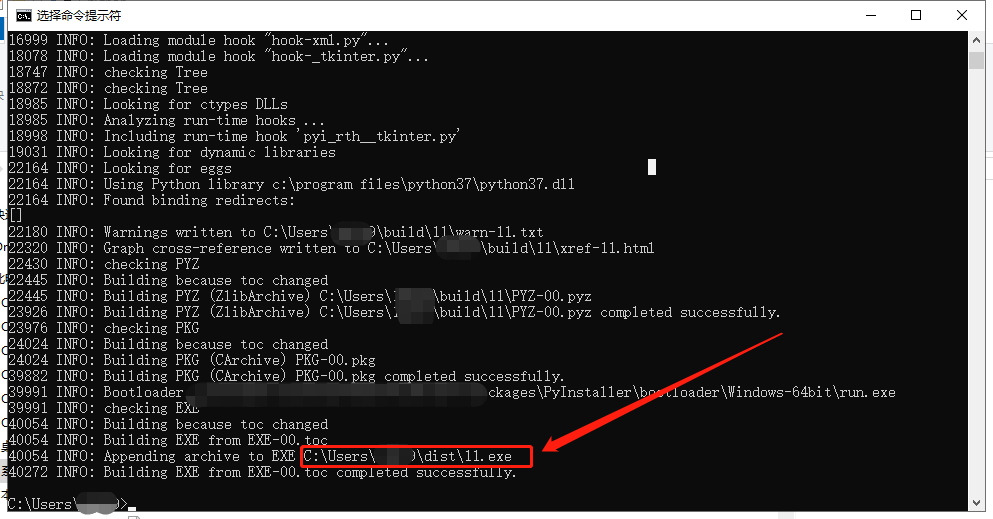 选择命令提示符
16999 INFO: Loading module hook "hook-xml.py"...
18078 INFO: Loading module hook "hook-_tkinter.py"...
18747 INFO: checking Tree
18872 INFO: checking Tree
18985 INFO: Looking for ctypes DLLs
18985 INFO: Analyzing run-time hooks ...
18998 INFO: Including run-time hook 'pyi_rth__tkinter.py'
19031 INFO: Looking for dynamic libraries
22164 INFO: Looking for eggs
22164 INFO: Using Python library c:\program files\python37\python37.dll
22164 INFO: Found binding redirects:
[]
22180 INFO: Warnings written to C:\Users\ 9\build\11\warn-11.txt
22320 INFO: Graph cross-reference written to C:\Users\ \build\11\xref-11.html
22430 INFO: checking PYZ
22445 INFO: Building because toc changed
22445 INFO: Building PYZ (ZlibArchive) C:\Users\ \build\11\PYZ-00.pyz
23926 INFO: Building PYZ (ZlibArchive) C:\Users\ \build\11\PYZ-00.pyz completed successfully.
23976 INFO: checking PKG
24024 INFO: Building because toc changed
24024 INFO: Building PKG (CArchive) PKG-00.pkg
39882 INFO: Building PKG (CArchive) PKG-00.pkg completed successfully.
39991 INFO: Bootloader ckages\PyInstaller\bootloader\Windows-64bit\run.exe
39991 INFO: checking EXE
40054 INFO: Building because toc changed
40054 INFO: Building EXE from EXE-00.toc
40054 INFO: Appending archive to EXE C:\Users\ 9\dist\11.exe
40272 INFO: Building EXE from EXE-00.toc completed successfully.
C:\Users\ 9>